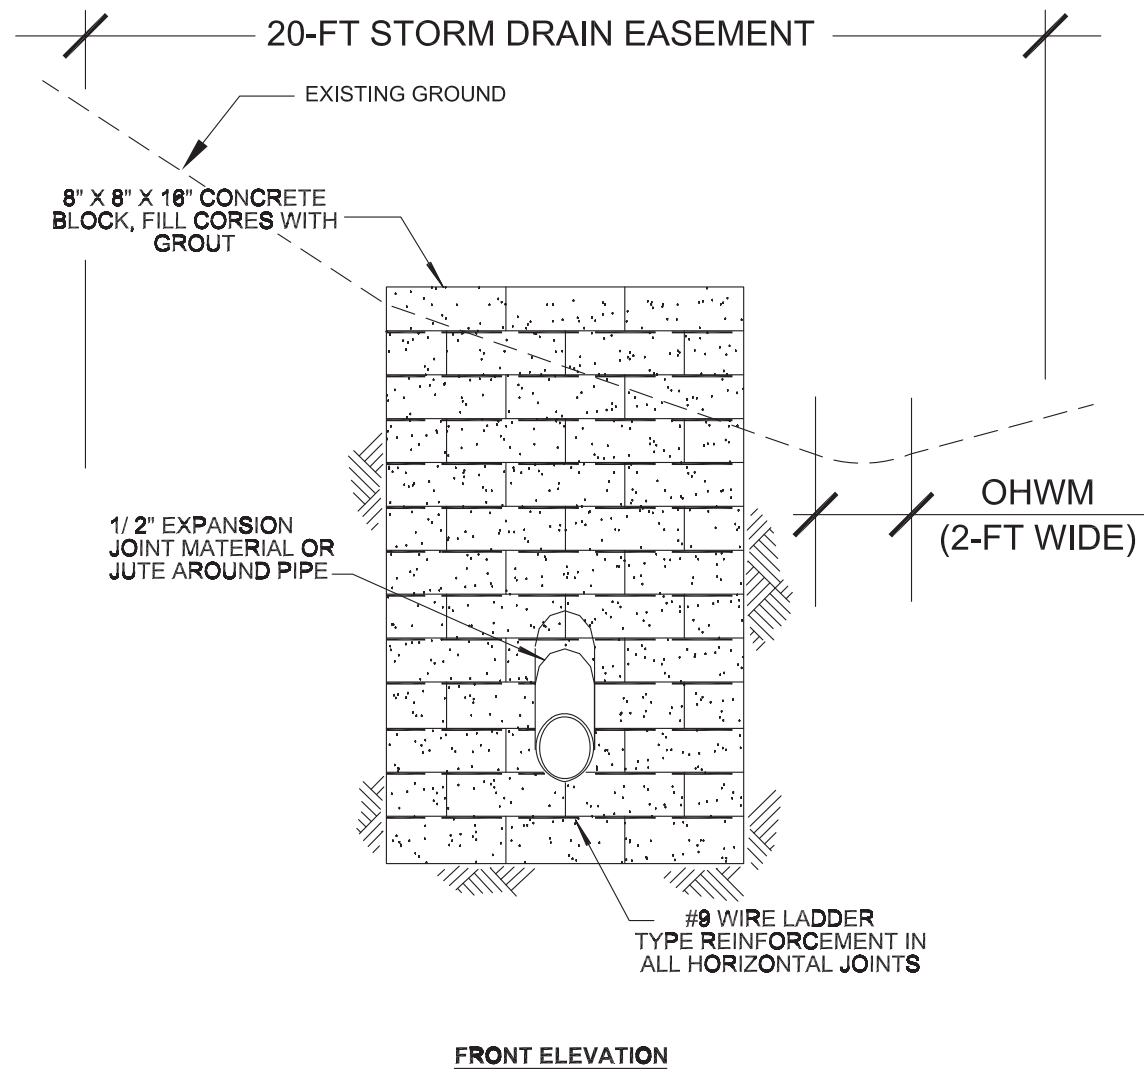 20-FT STORM DRAIN EASEMENT
EXISTING GROUND
8" X 8" X 16" CONCRETE
BLOCK, FILL CORES WITH
GROUT
1/ 2" EXPANSION
JOINT MATERIAL OR
JUTE AROUND PIPE
OHWM
(2-FT WIDE)
#9 WIRE LADDER
TYPE REINFORCEMENT IN
ALL HORIZONTAL JOINTS
FRONT ELEVATION